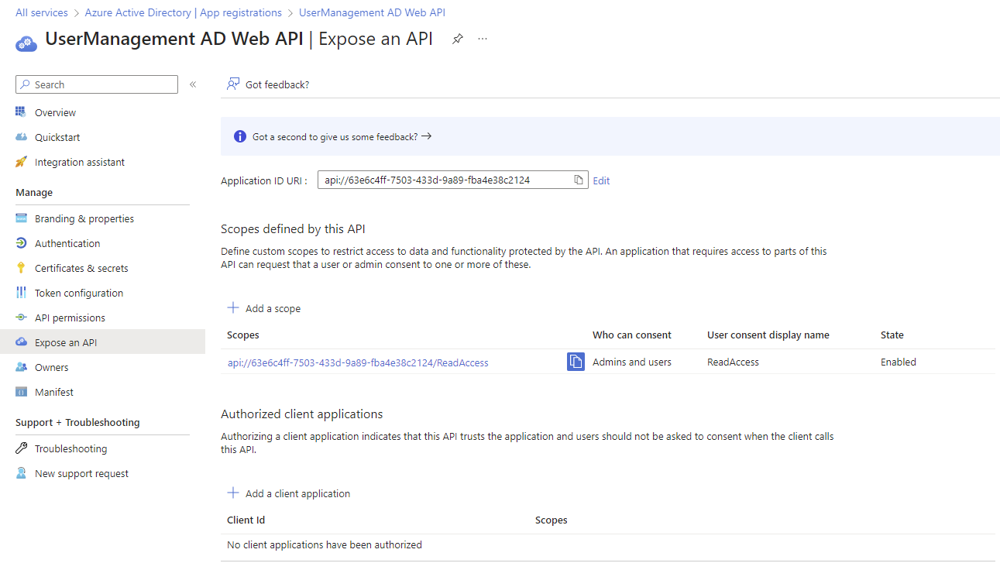 All services > Azure Active Directory | App registrations > UserManagement AD Web API
UserManagement AD Web API | Expose an API
Search
Overview
Quickstart
Integration assistant
Manage
Branding & properties
Authentication
Certificates & secrets
Token configuration
API permissions
Expose an API
Owners
Manifest
Support + Troubleshooting
Troubleshooting
New support request
Got feedback?
Got a second to give us some feedback? →
Application ID URI : api://63e6c4ff-7503-433d-9a89-fba4e38c2124 Edit
Scopes defined by this API
Define custom scopes to restrict access to data and functionality protected by the API. An application that requires access to parts of this
API can request that a user or admin consent to one or more of these.
Add a scope
Scopes Who can consent User consent display name State
api://63e6c4ff-7503-433d-9a89-fba4e38c2124/ReadAccess Admins and users ReadAccess Enabled
Authorized client applications
Authorizing a client application indicates that this API trusts the application and users should not be asked to consent when the client calls
this API.
Add a client application
Client Id Scopes
No client applications have been authorized